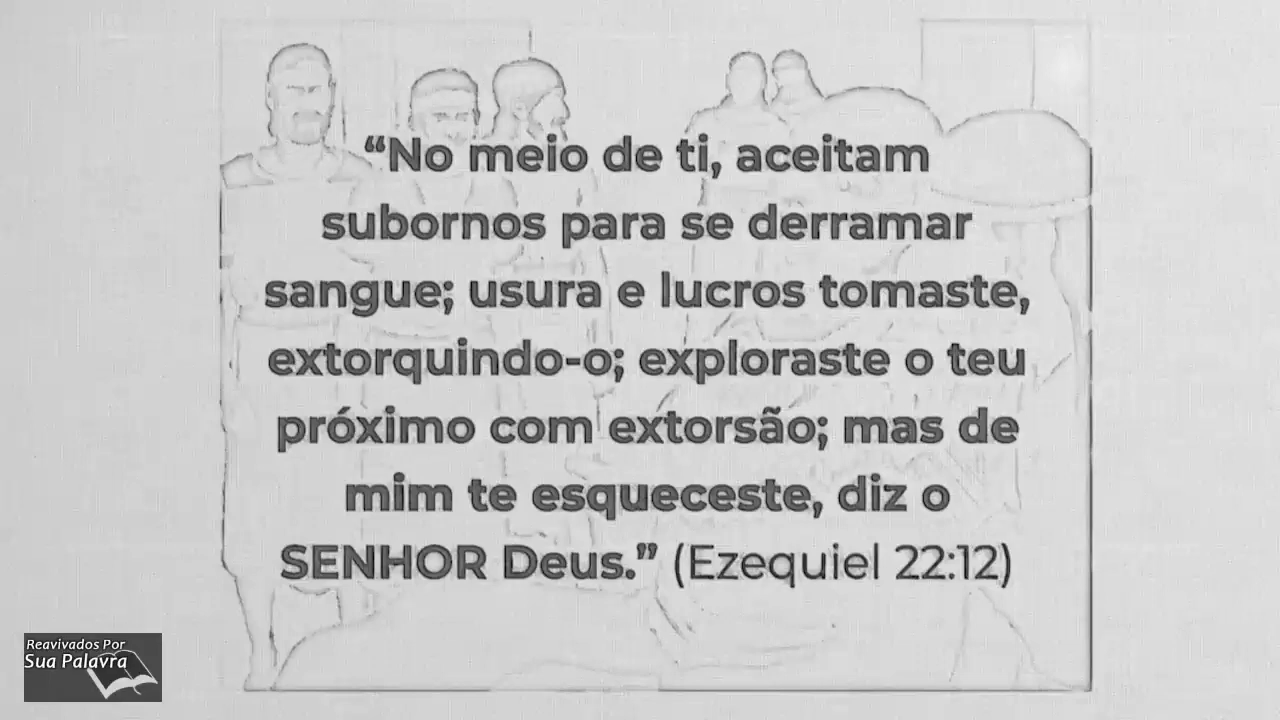 “No meio de ti, aceitam
subornos para se derramar
sangue; usura e lucros tomaste,
extorquindo-o; exploraste o teu
próximo com extorsão; mas de
mim te esqueceste, diz o
SENHOR Deus.” (Ezequiel 22:12)
Reavivados Por
Sua Palavra